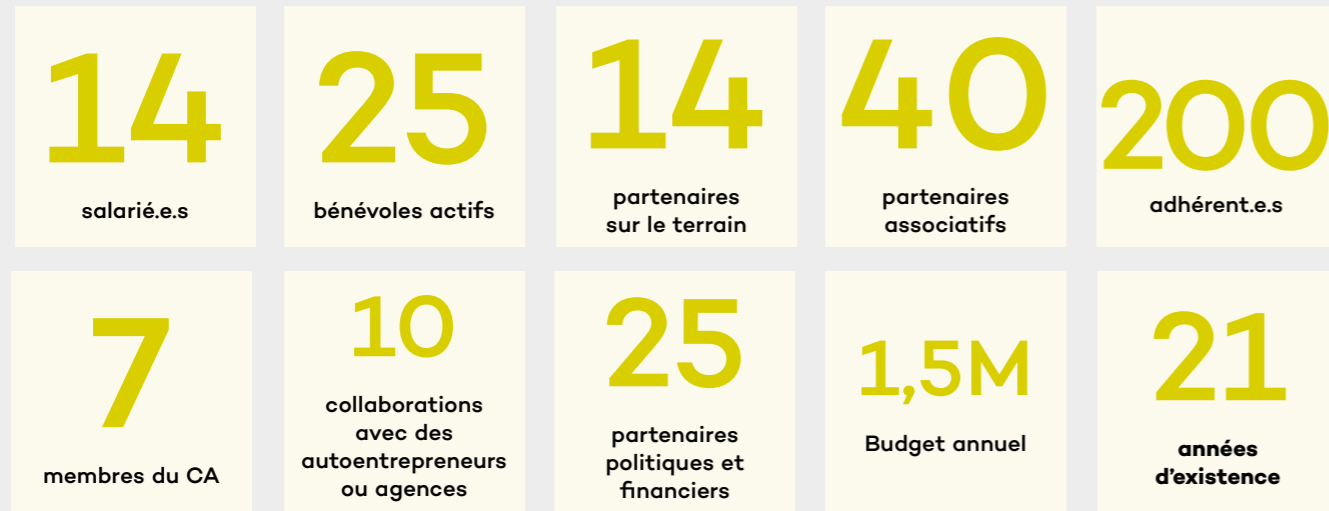 14
salarié.e.s
25
bénévoles actifs
14
partenaires
sur le terrain
40
partenaires
associatifs
200
adhérent.e.s
7
membres du CA
10
collaborations
avec des
autoentrepreneurs
ou agences
25
partenaires
politiques et
financiers
1,5M
Budget annuel
21
années
d'existence